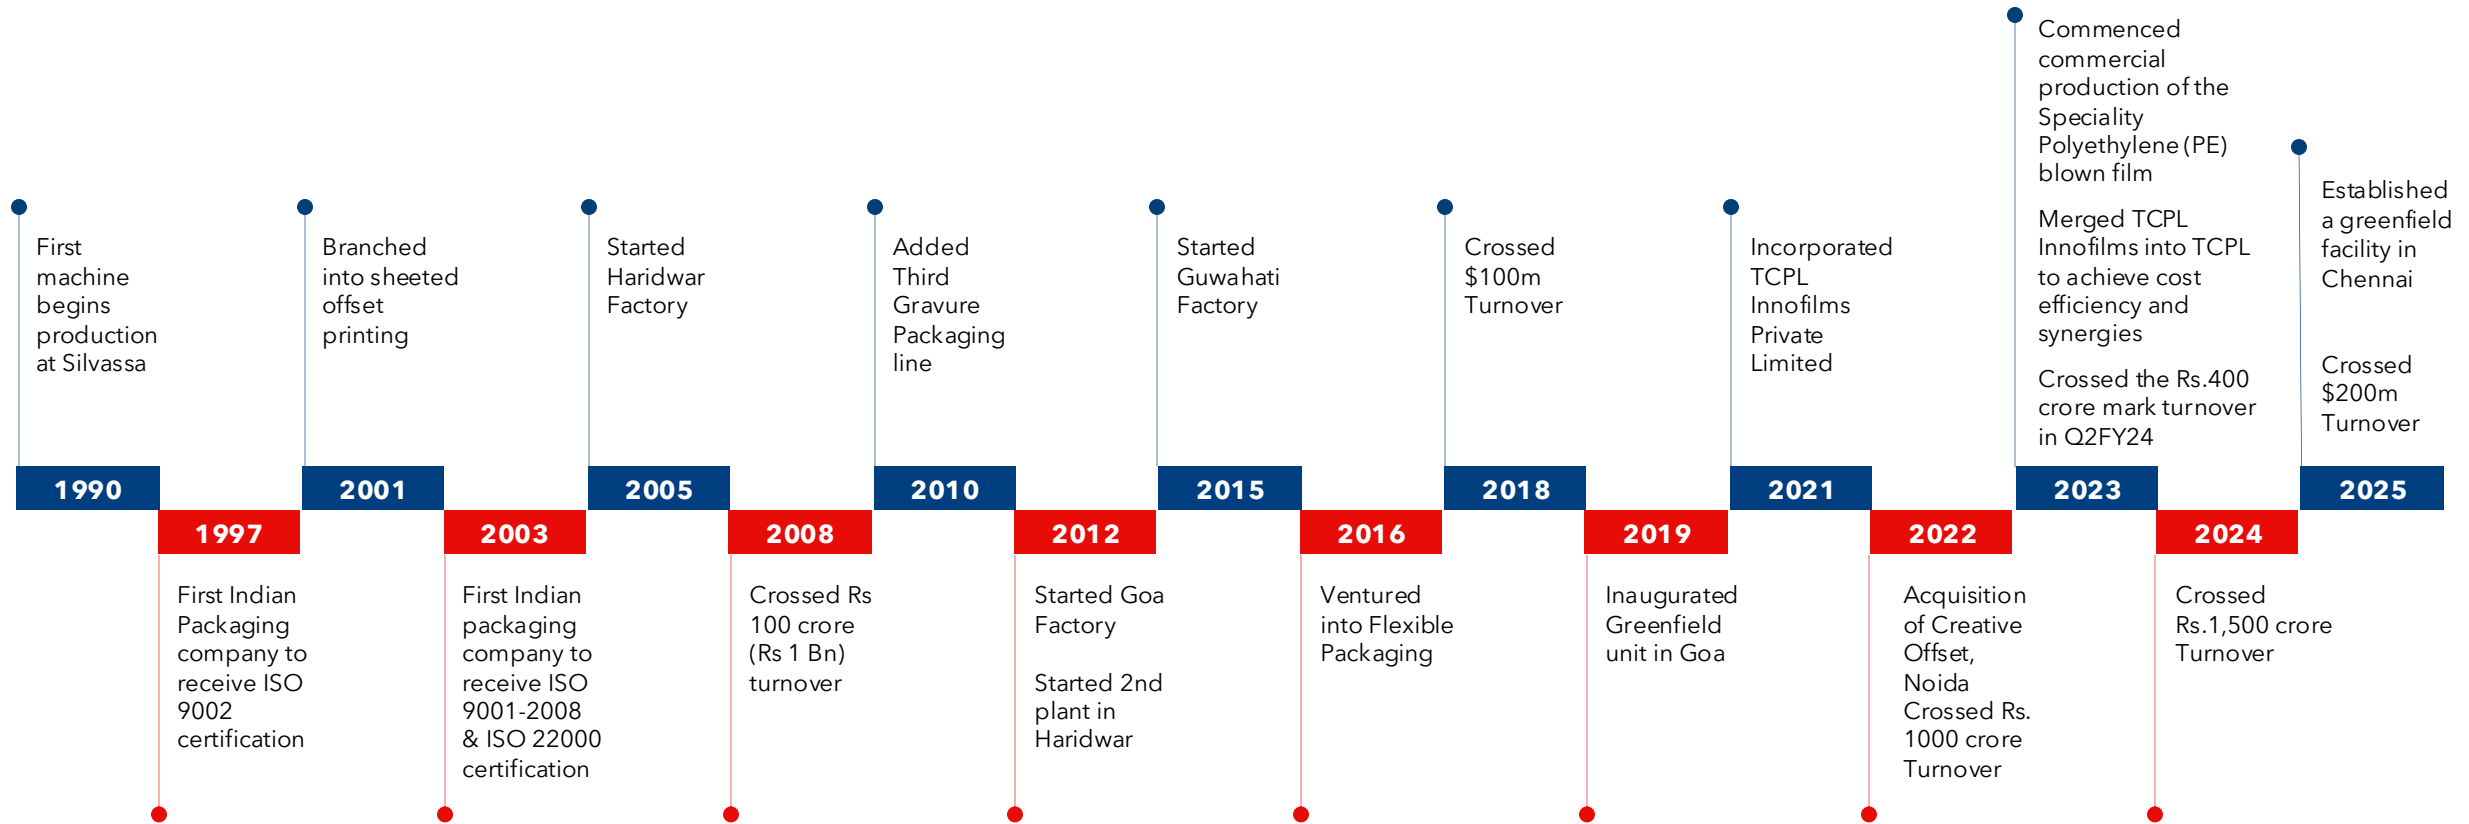 First
machine
begins
production
at Silvassa
1990
1997
First Indian
Packaging
company to
receive ISO
9002
certification
Branched
into sheeted
offset
printing
2001
2003
First Indian
packaging
company to
receive ISO
9001-2008
& ISO 22000
certification
Started
Haridwar
Factory
2005
2008
Crossed Rs
100 crore
(Rs 1 Bn)
turnover
Added
Third
Gravure
Packaging
line
2010
2012
Started Goa
Factory
Started 2nd
plant in
Haridwar
Started
Guwahati
Factory
2015
2016
Ventured
into Flexible
Packaging
Crossed
$100m
Turnover
2018
2019
Inaugurated
Greenfield
unit in Goa
Incorporated
TCPL
Innofilms
Private
Limited
2021
2022
Acquisition
of Creative
Offset,
Noida
Crossed Rs.
1000 crore
Turnover
Commenced
commercial
production of the
Speciality
Polyethylene (PE)
blown film
Merged TCPL
Innofilms into TCPL
to achieve cost
efficiency and
synergies
Crossed the Rs.400
crore mark turnover
in Q2FY24
2023
2024
Crossed
Rs.1,500 crore
Turnover
Established
a greenfield
facility in
Chennai
Crossed
$200m
Turnover
2025